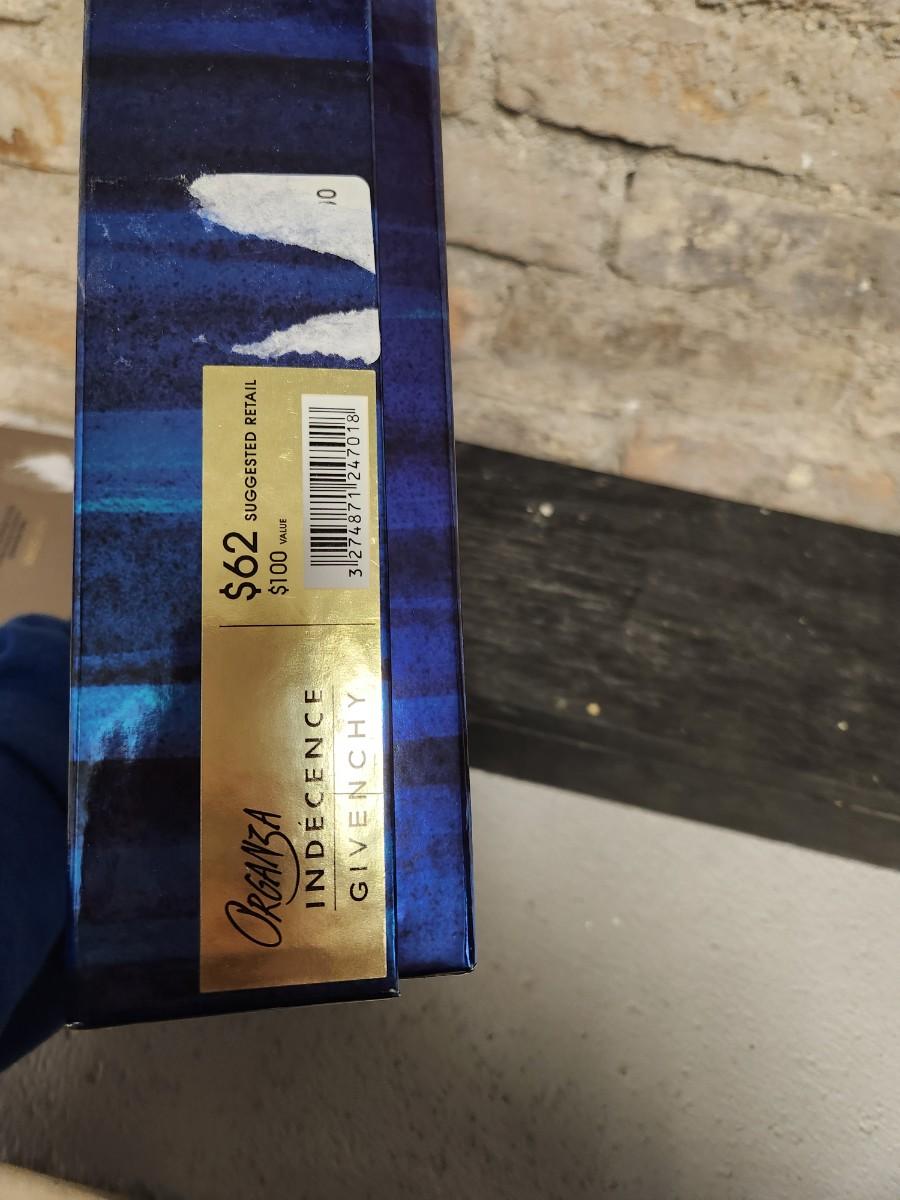 ORGANZA
INDÉCENCE
GIVENCHY
$62 SUGGESTED RETAIL
$100 VALUE
3 274871 247018